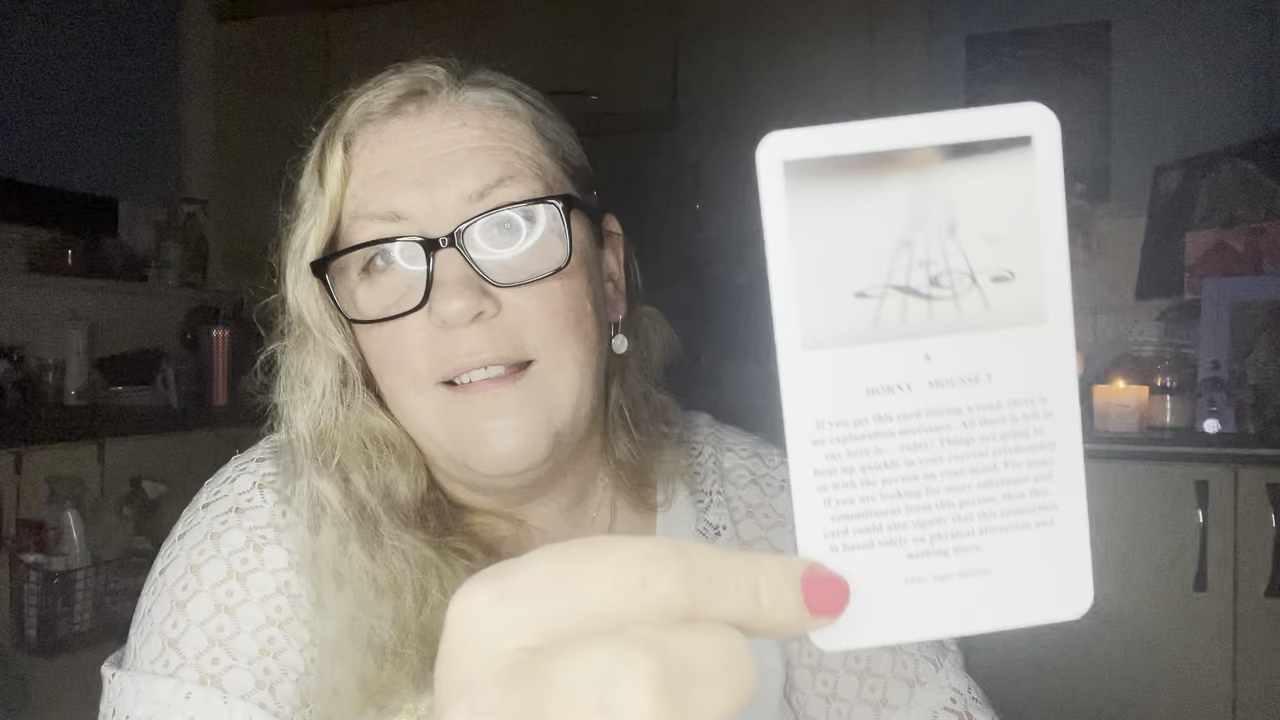 HORNY MOUSSE?
If you get this card during a read, there is
no explanation necessary. All there is left to
say here is... enjoy! Things are going to
heat up quickly in your current relationship
or with the person on your mind.
if you are looking for more substance and
commitment from this person, then this
card could also signify that this connection
is based solely on physical attraction and
nothing more.